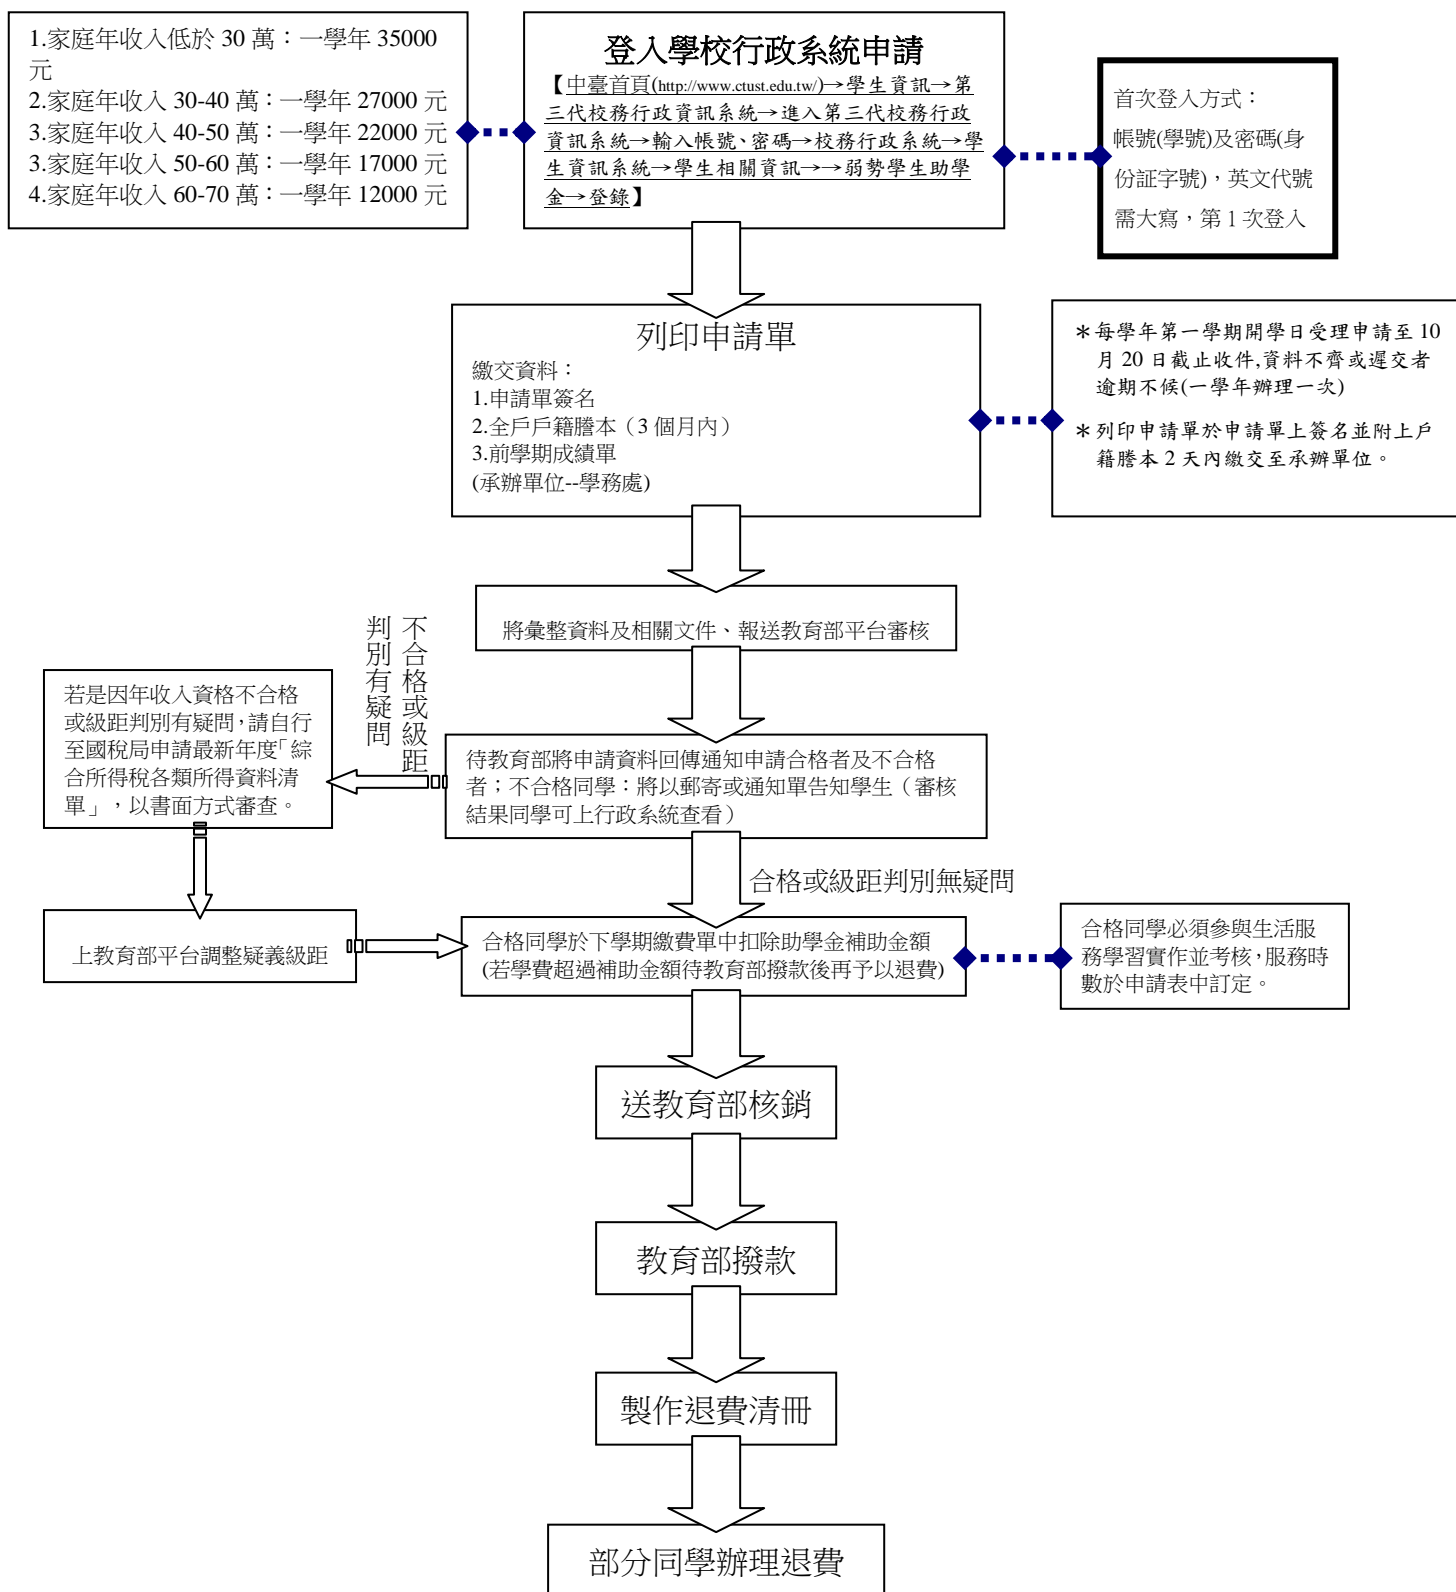 1.家庭年收入低於 30 萬：一學年 35000
元
2.家庭年收入 30-40 萬：一學年 27000 元
3.家庭年收入 40-50 萬：一學年 22000 元
3.家庭年收入 50-60 萬：一學年 17000 元
4.家庭年收入 60-70 萬：一學年 12000 元
登入學校行政系統申請
【中臺首頁(http://www.ctust.edu.tw/)→學生資訊→第
三代校務行政資訊系統→進入第三代校務行政
資訊系統→輸入帳號、密碼→校務行政系統→學
生資訊系統→學生相關資訊→→弱勢學生助學
金→登錄】
首次登入方式：
帳號(學號)及密碼(身
份証字號)，英文代號
需大寫，第 1 次登入
列印申請單
繳交資料：
1.申請單簽名
2.全戶戶籍謄本（3 個月內）
3.前學期成績單
(承辦單位--學務處)
＊每學年第一學期開學日受理申請至 10
月 20 日截止收件,資料不齊或遲交者
逾期不候(一學年辦理一次)
＊列印申請單於申請單上簽名並附上戶
籍謄本 2 天內繳交至承辦單位。
將彙整資料及相關文件、報送教育部平台審核
不合格或級距
判別有疑問
若是因年收入資格不合格
或級距判別有疑問，請自行
至國稅局申請最新年度「綜
合所得稅各類所得資料清
單」，以書面方式審查。
待教育部將申請資料回傳通知申請合格者及不合格
者；不合格同學：將以郵寄或通知單告知學生（審核
結果同學可上行政系統查看）
合格或級距判別無疑問
上教育部平台調整疑義級距
合格同學於下學期繳費單中扣除助學金補助金額
(若學費超過補助金額待教育部撥款後再予以退費)
合格同學必須參與生活服
務學習實作並考核，服務時
數於申請表中訂定。
送教育部核銷
教育部撥款
製作退費清冊
部分同學辦理退費